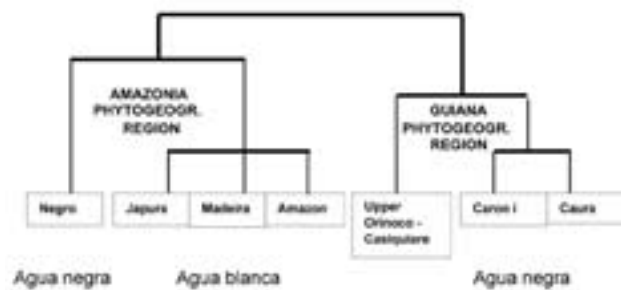 AMAZONIA
PHYTOGEOGR.
REGION
GUIANA
PHYTOGEOGR.
REGION
Negro
Japura
Madeira
Amazon
Upper
Orinoco -
Casiquiare
Caron i
Caura
Agua negra
Agua blanca
Agua negra